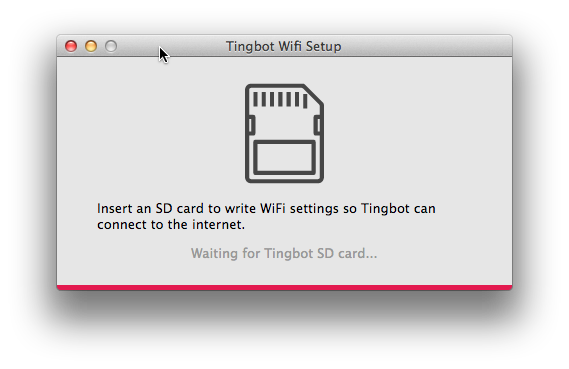 Tingbot Wifi Setup
Insert an SD card to write WiFi settings so Tingbot can
connect to the internet.
Waiting for Tingbot SD card...